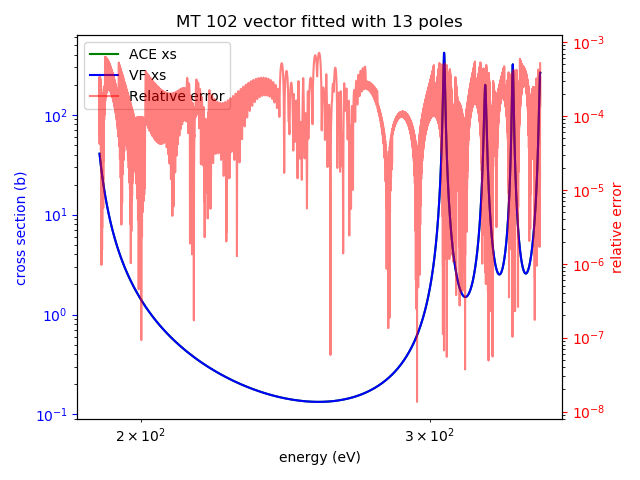 MT 102 vector fitted with 13 poles
ACE xs
VF xs
Relative error
cross section (b)
10²
10¹
10⁰
10⁻¹
relative error
10⁻³
10⁻⁴
10⁻⁵
10⁻⁶
10⁻⁷
10⁻⁸
2 × 10²
3 × 10²
energy (eV)